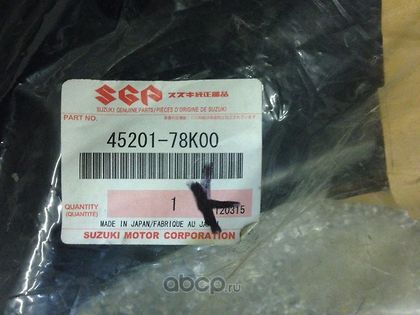 SGP スズキ純正部品
SUZUKI GENUINE PARTS/PIÈCES D'ORIGINE DE SUZUKI
PART NO.
45201-78K00
QUANTITY
(QUANTITÉ)
1
120315
MADE IN JAPAN/FABRIQUE AU JAPON
SUZUKI MOTOR CORPORATION
abcp.ru